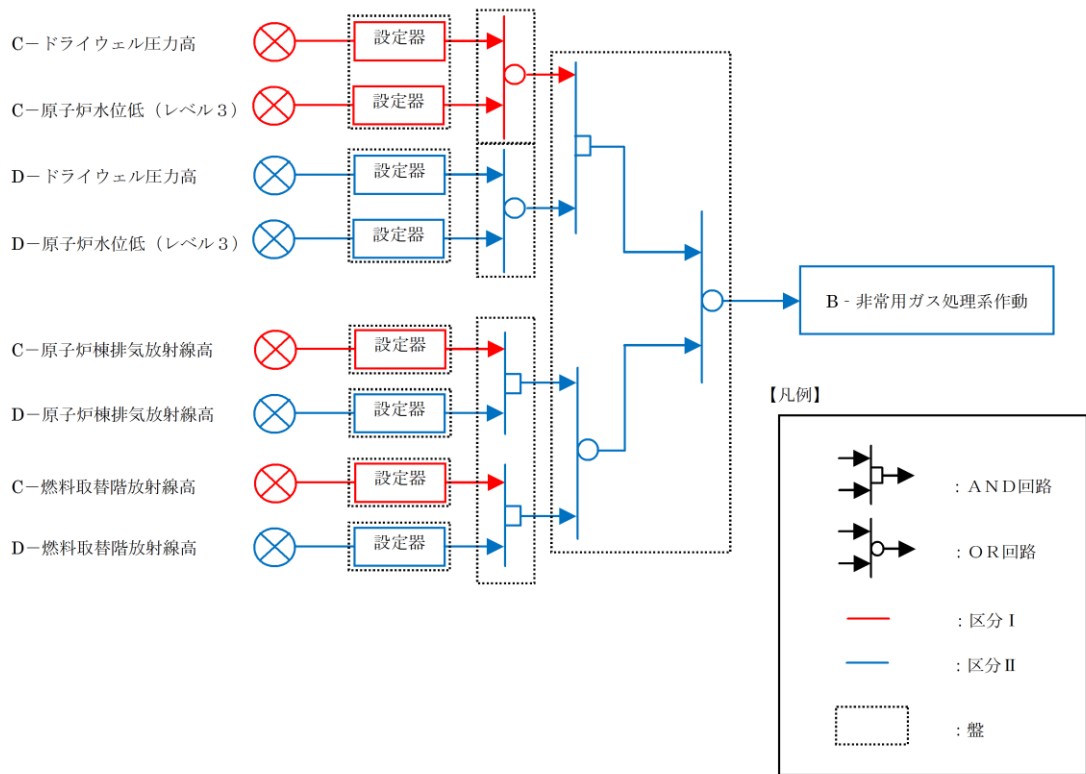 C－ドライウェル圧力高
設定器
C－原子炉水位低（レベル３）
設定器
D－ドライウェル圧力高
設定器
D－原子炉水位低（レベル３）
設定器
B‐非常用ガス処理系作動
C－原子炉棟排気放射線高
設定器
D－原子炉棟排気放射線高
設定器
C－燃料取替階放射線高
設定器
D－燃料取替階放射線高
設定器
【凡例】
：ＡＮＤ回路
：ＯＲ回路
：区分Ⅰ
：区分Ⅱ
：盤